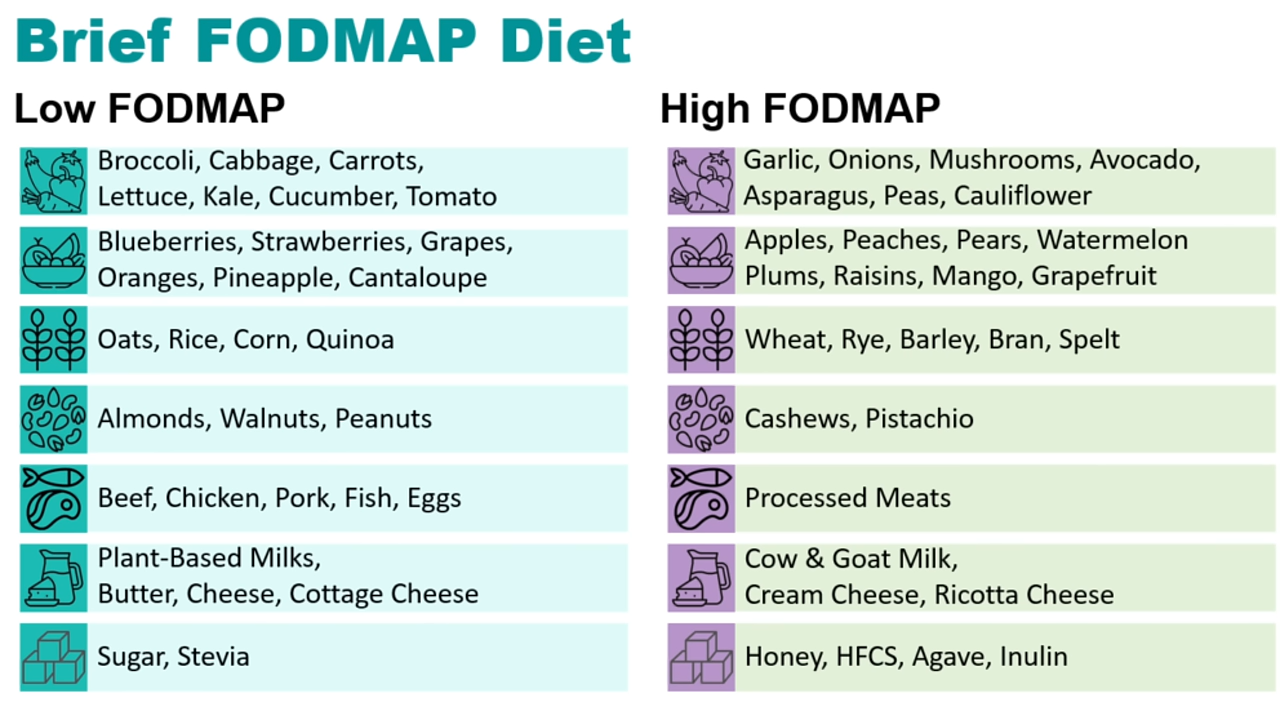 Brief FODMAP Diet
Low FODMAP
Broccoli, Cabbage, Carrots,
Lettuce, Kale, Cucumber, Tomato
Blueberries, Strawberries, Grapes,
Oranges, Pineapple, Cantaloupe
Oats, Rice, Corn, Quinoa
Almonds, Walnuts, Peanuts
Beef, Chicken, Pork, Fish, Eggs
Plant-Based Milks,
Butter, Cheese, Cottage Cheese
Sugar, Stevia
High FODMAP
Garlic, Onions, Mushrooms, Avocado,
Asparagus, Peas, Cauliflower
Apples, Peaches, Pears, Watermelon
Plums, Raisins, Mango, Grapefruit
Wheat, Rye, Barley, Bran, Spelt
Cashews, Pistachio
Processed Meats
Cow & Goat Milk,
Cream Cheese, Ricotta Cheese
Honey, HFCS, Agave, Inulin